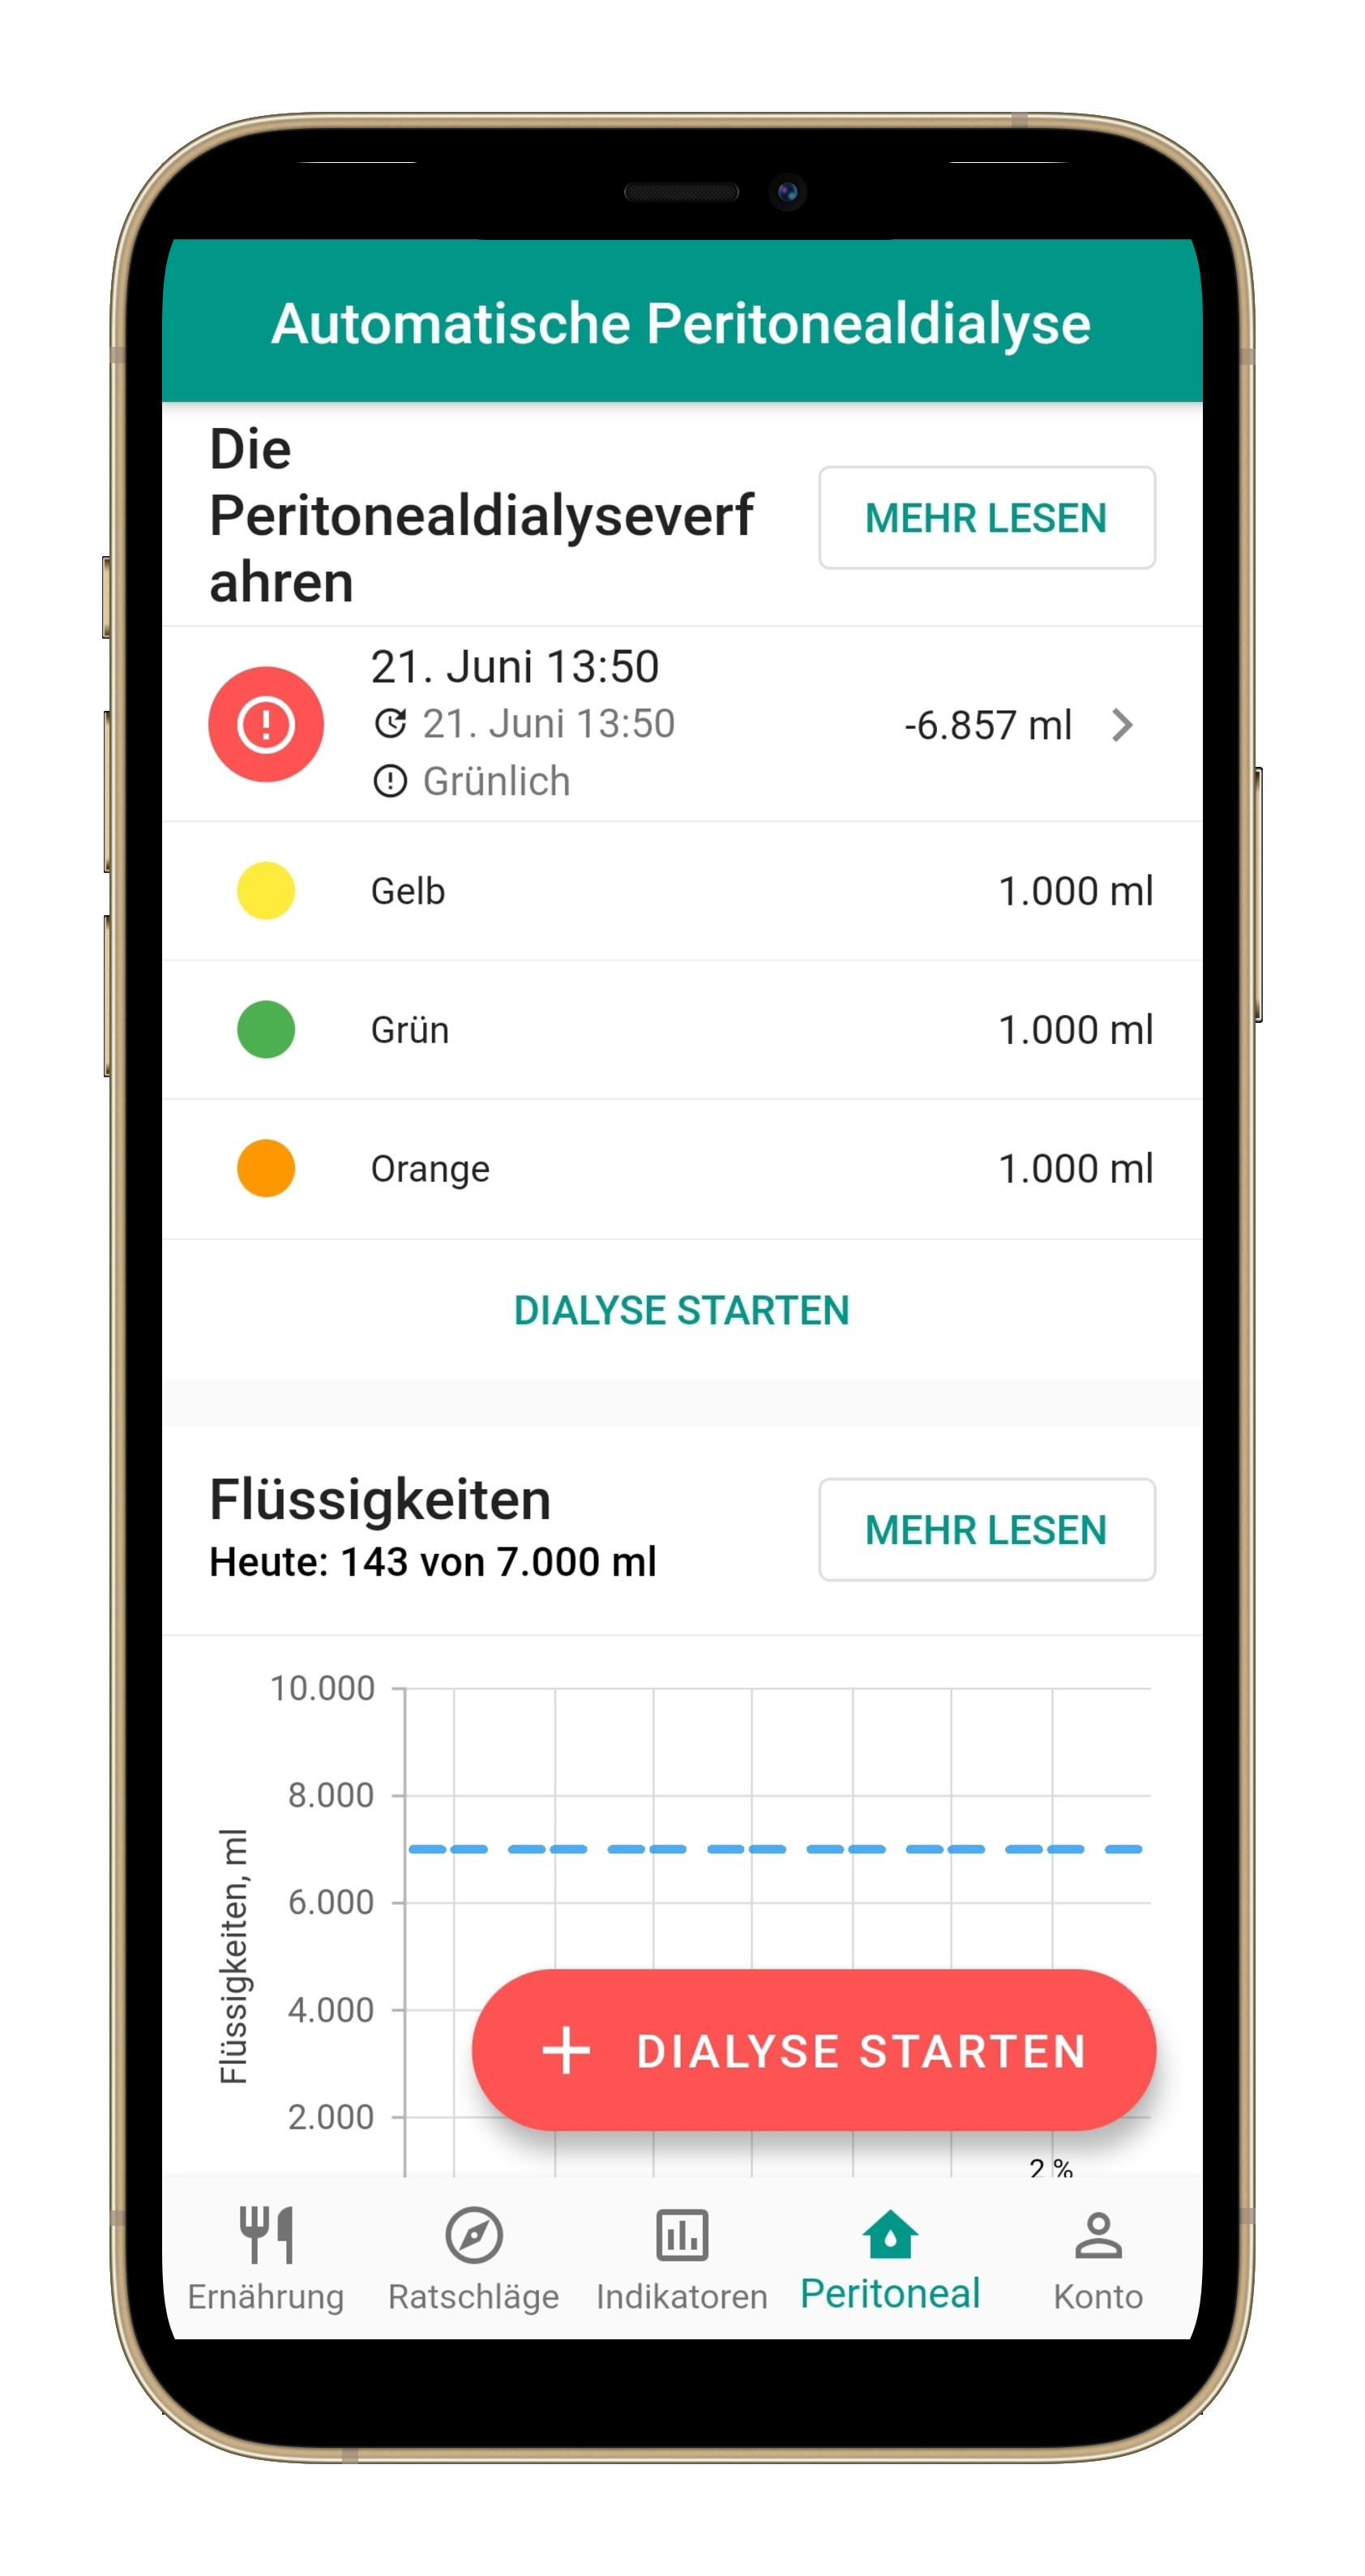 Automatische Peritonealdialyse
Die
Peritonealdialyseverf
ahren
MEHR LESEN
21. Juni 13:50
21. Juni 13:50
Grünlich
-6.857 ml
Gelb
1.000 ml
Grün
1.000 ml
Orange
1.000 ml
DIALYSE STARTEN
Flüssigkeiten
Heute: 143 von 7.000 ml
MEHR LESEN
Flüssigkeiten, ml
10.000
8.000
6.000
4.000
2.000
+ DIALYSE STARTEN
2 %
Ernährung
Ratschläge
Indikatoren
Peritoneal
Konto